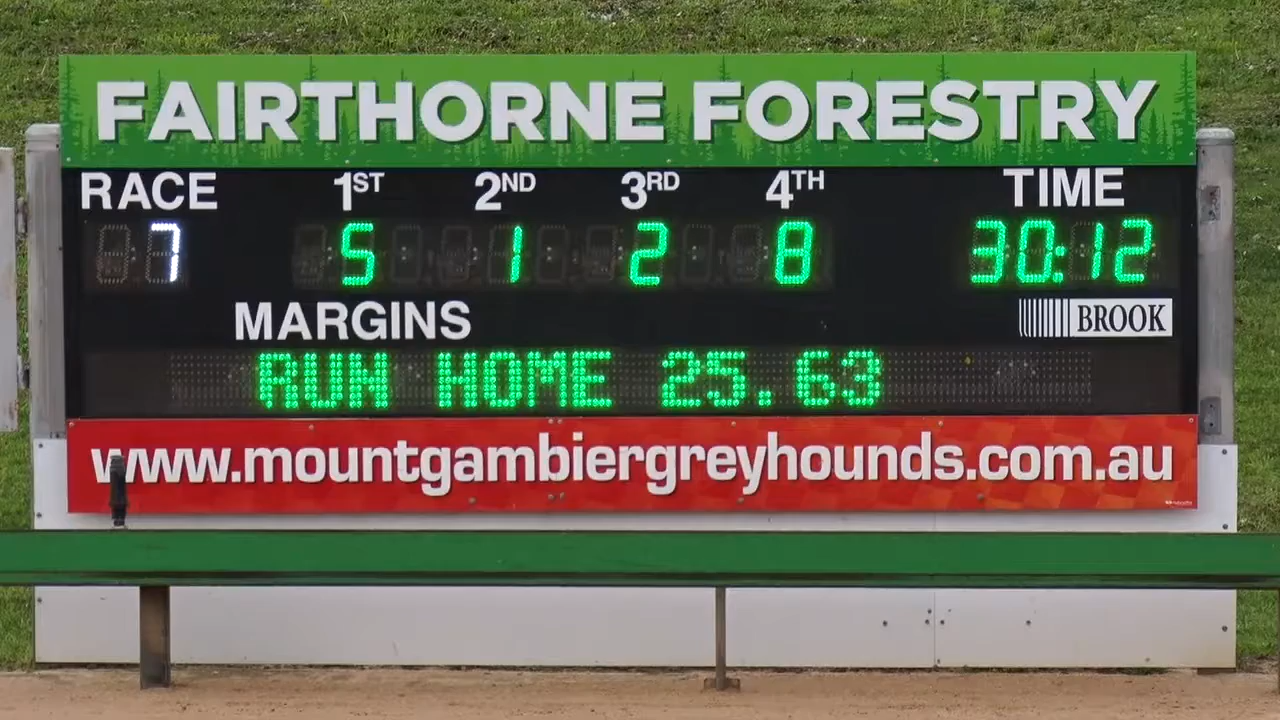 FAIRTHORNE FORESTRY
RACE 1ST 2ND 3RD 4TH TIME
7 5 1 2 8 30:12
MARGINS
BROOK
RUN HOME 25.63
www.mountgambiergreyhounds.com.au